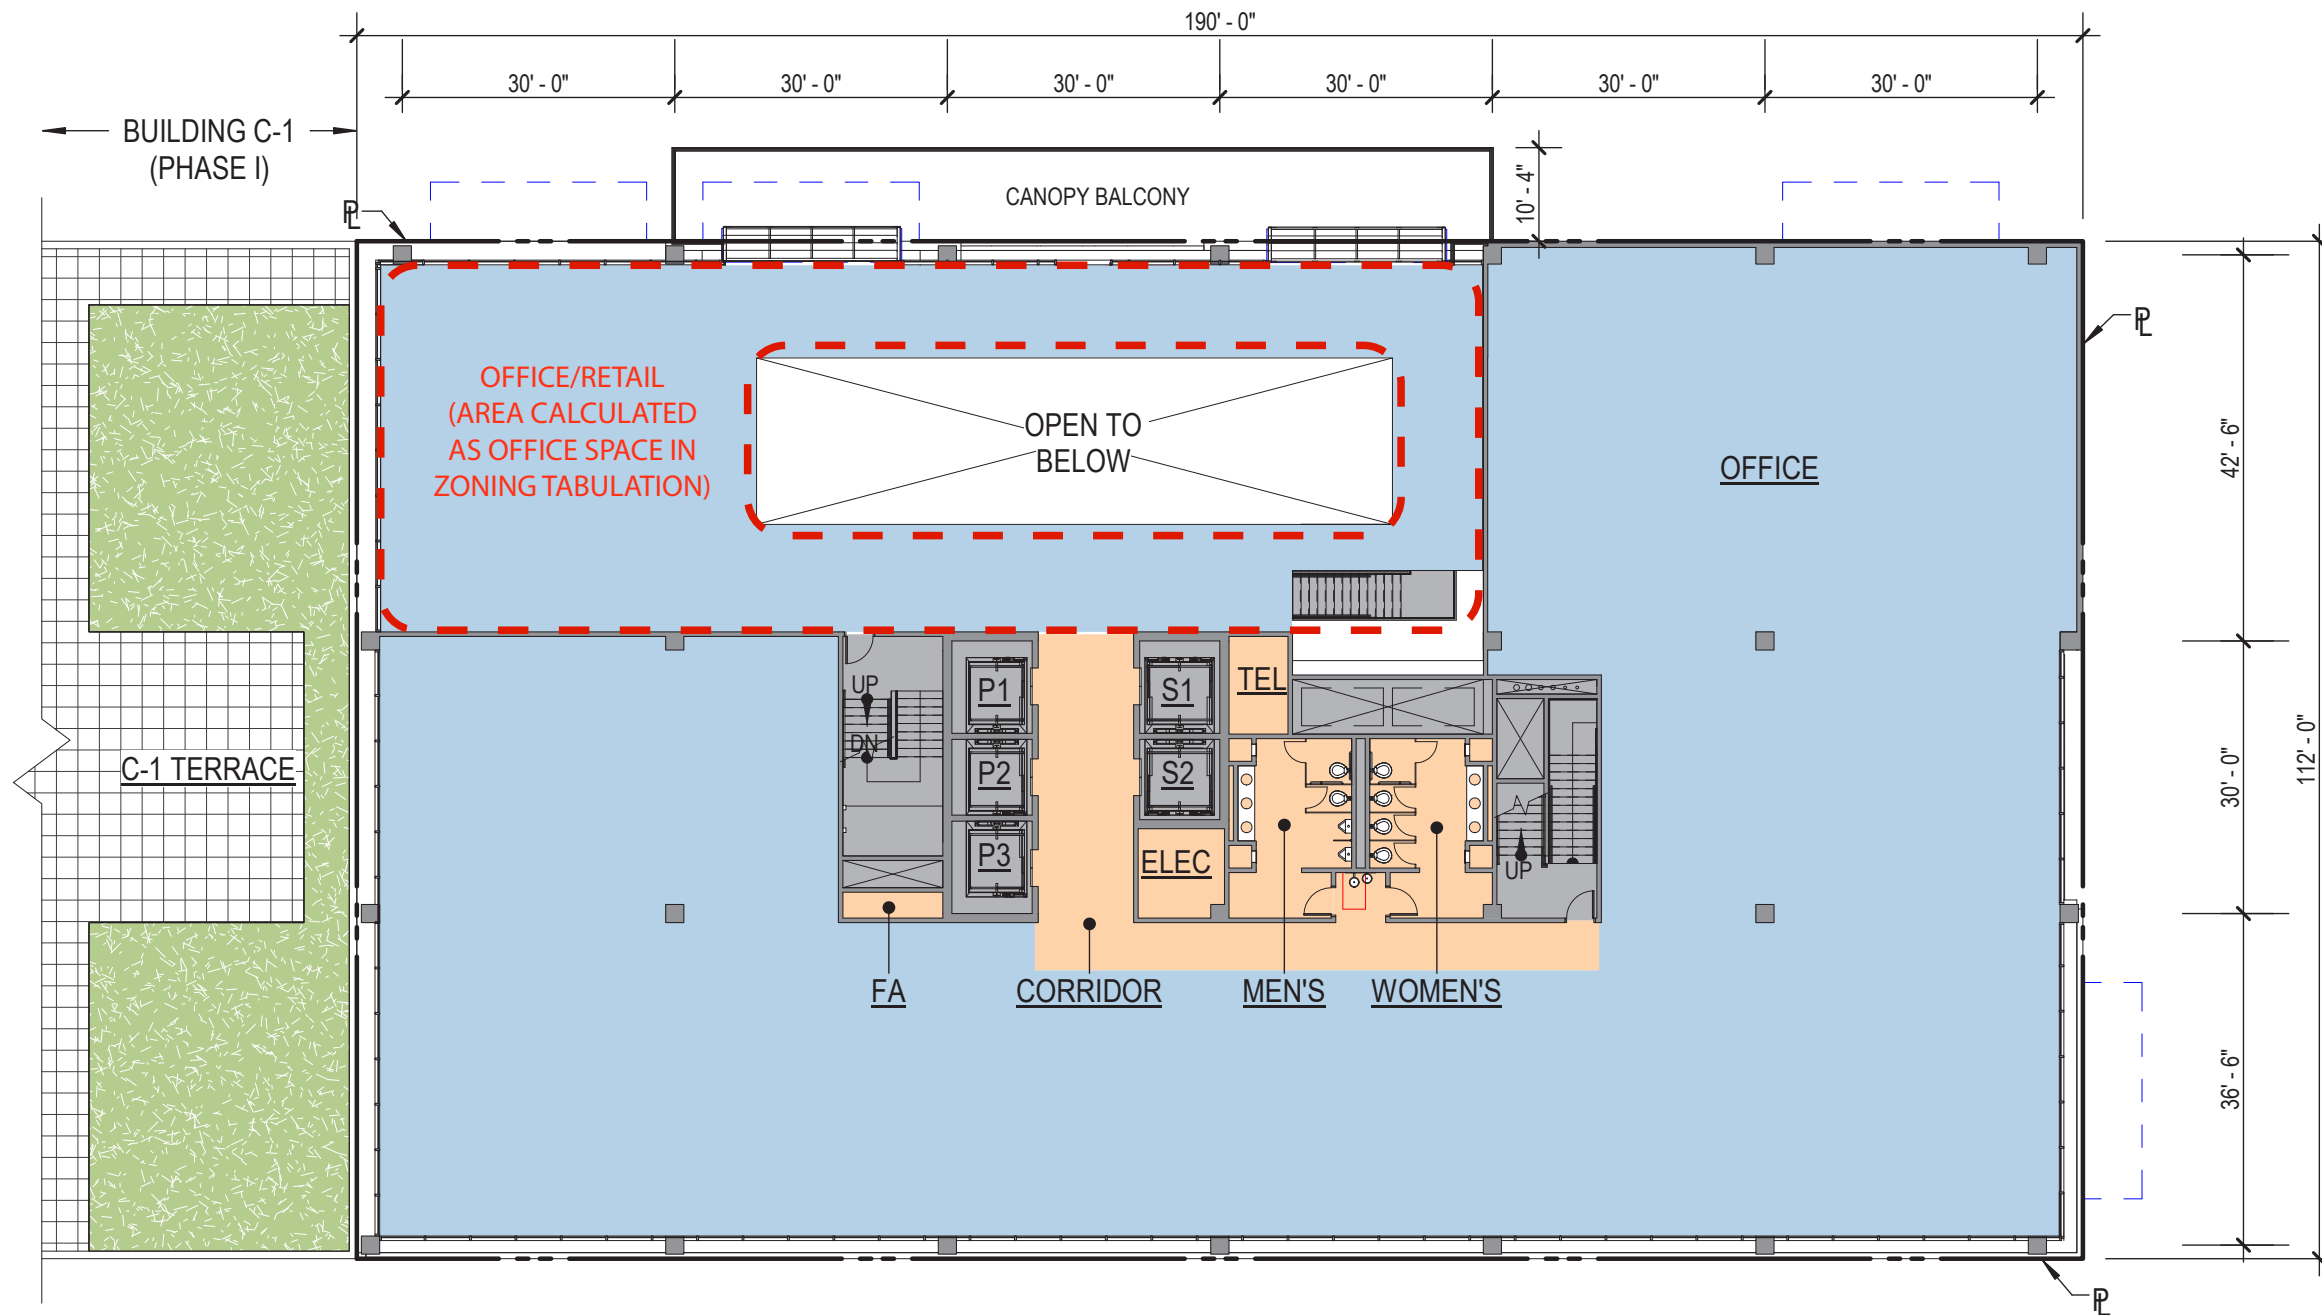 190' - 0"
30' - 0"
30' - 0"
30' - 0"
30' - 0"
30' - 0"
30' - 0"
BUILDING C-1
(PHASE I)
CANOPY BALCONY
10' - 4"
PL
PL
OFFICE/RETAIL
(AREA CALCULATED
AS OFFICE SPACE IN
ZONING TABULATION)
OPEN TO
BELOW
OFFICE
42' - 6"
UP
DN
P1
P2
P3
S1
S2
TEL
ELEC
UP
C-1 TERRACE
30' - 0"
112' - 0"
FA
CORRIDOR
MEN'S
WOMEN'S
36' - 6"
PL